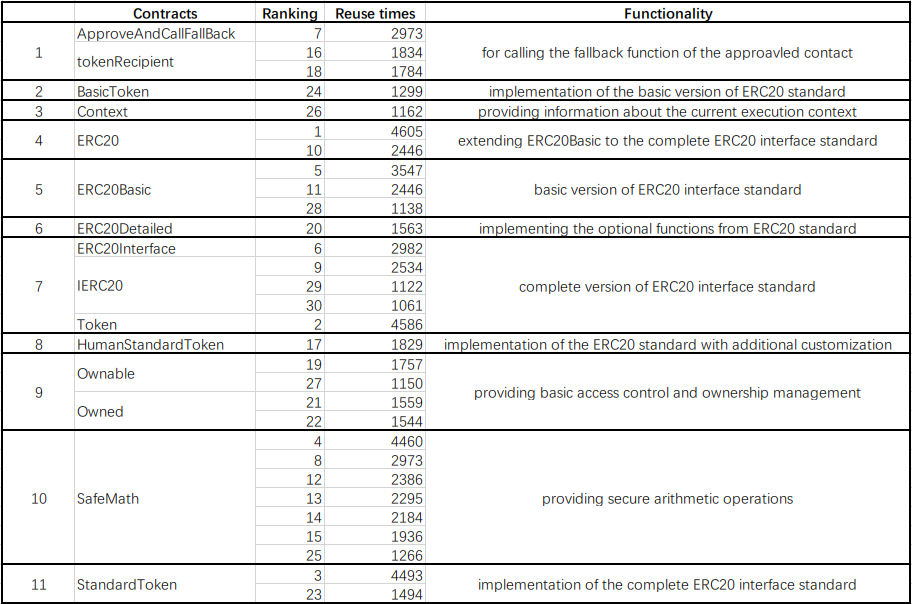 Contracts Ranking Reuse times Functionality
1 ApproveAndCallFallBack 7 2973 for calling the fallback function of the approavled contact
tokenRecipient 16 1834
18 1784
2 BasicToken 24 1299 implementation of the basic version of ERC20 standard
3 Context 26 1162 providing information about the current execution context
4 ERC20 1 4605 extending ERC20Basic to the complete ERC20 interface standard
10 2446
5 ERC20Basic 5 3547 basic version of ERC20 interface standard
11 2446
28 1138
6 ERC20Detailed 20 1563 implementing the optional functions from ERC20 standard
7 ERC20Interface 6 2982 complete version of ERC20 interface standard
IERC20 9 2534
29 1122
30 1061
Token 2 4586
8 HumanStandardToken 17 1829 implementation of the ERC20 standard with additional customization
9 Ownable 19 1757 providing basic access control and ownership management
27 1150
Owned 21 1559
22 1544
10 SafeMath 4 4460 providing secure arithmetic operations
8 2973
12 2386
13 2295
14 2184
15 1936
25 1266
11 StandardToken 3 4493 implementation of the complete ERC20 interface standard
23 1494